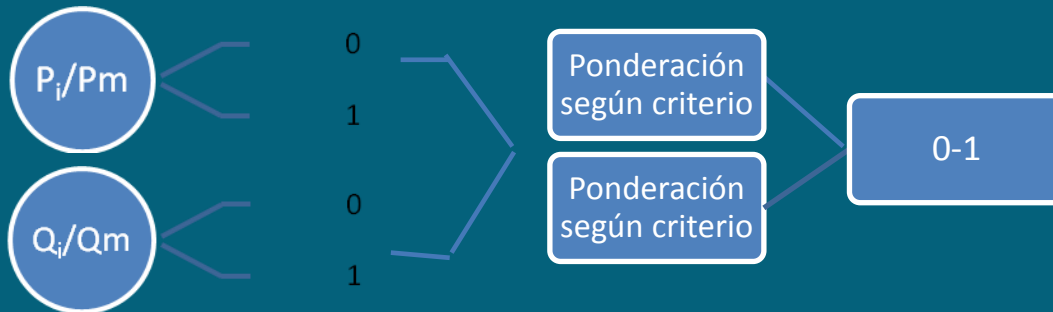 Pi/Pm
0
1
Qi/Qm
0
1
Ponderación
según criterio
Ponderación
según criterio
0-1